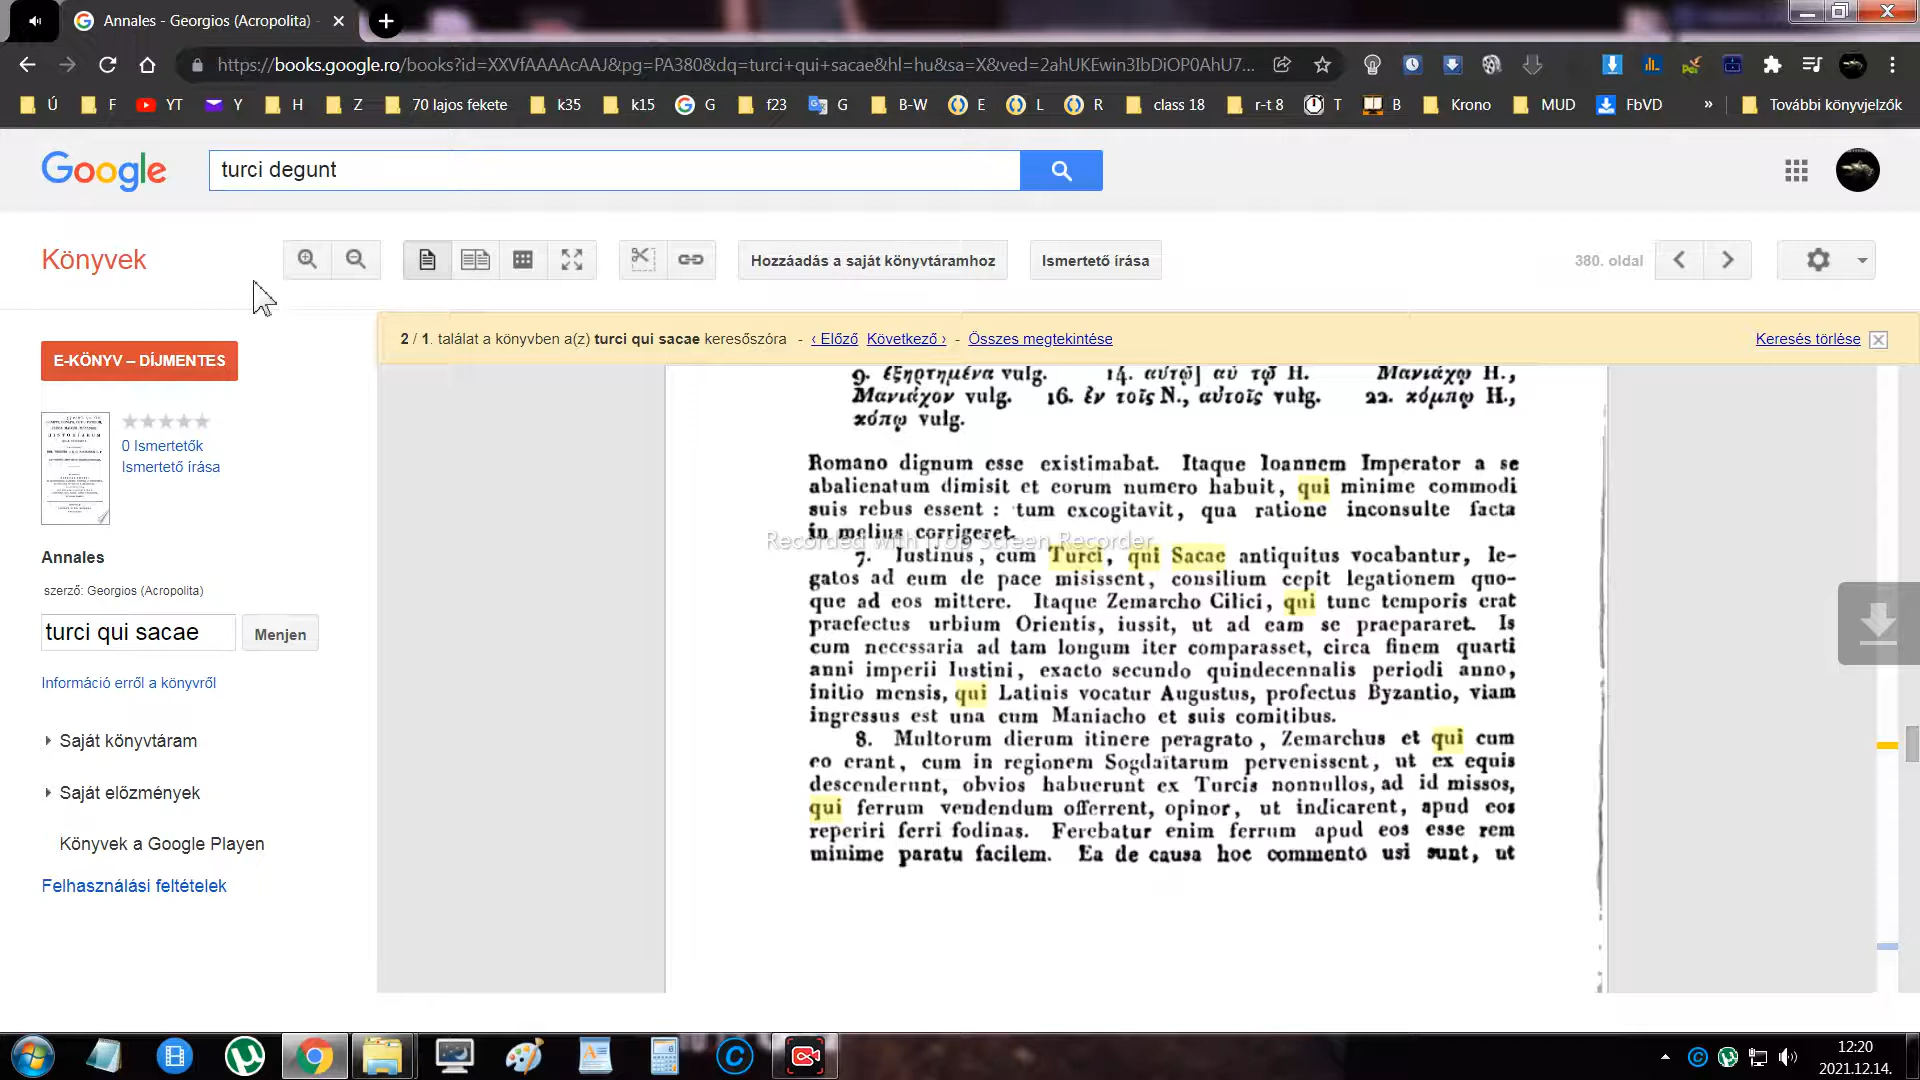 Annales - Georgios (Acropolita) -
https://books.google.ro/books?id=XXVfAAAAcAAJ&pg=PA380&dq=turci+qui+sacae&hl=hu&sa=X&ved=2ahUKEwin3IbDiOP0AhU7...
Ú F YT Y H Z 70 lajos fekete k35 k15 G f23 G B-W E L R class 18 r-t 8 T B Krono MUD FbVD » További könyvjelzők
Google turci degunt
Könyvek Hozzáadás a saját könyvtáramhoz Ismertető írása 380. oldal
2 / 1. találat a könyvben a(z) turci qui sacae keresőszóra - ‹ Előző Következő › - Összes megtekintése Keresés törlése
E-KÖNYV – DÍJMENTES
0 Ismertetők
Ismertető írása
Annales
szerző: Georgios (Acropolita)
turci qui sacae Menjen
Információ erről a könyvről
Saját könyvtáram
Saját előzmények
Könyvek a Google Playen
Felhasználási feltételek
9. ἐξηρτημένα vulg. 14. αὐτῷ] αὐ τῷ H. Μανιάχῳ H.,
Μανιάχον vulg. 16. ἐν τοῖς N., αὐτοῖς vulg. 22. κόμπῳ H.,
κόπῳ vulg.
Romano dignum esse existimabat. Itaque Ioannem Imperator a se
abalienatum dimisit et eorum numero habuit, qui minime commodi
suis rebus essent : tum excogitavit, qua ratione inconsulte facta
in melius corrigeret.
Recorded with iTop Screen Recorder
7. Iustinus, cum Turci, qui Sacae antiquitus vocabantur, le-
gatos ad eum de pace misissent, consilium cepit legationem quo-
que ad eos mittere. Itaque Zemarcho Cilici, qui tunc temporis erat
praefectus urbium Orientis, iussit, ut ad eam se praepararet. Is
cum necessaria ad tam longum iter comparasset, circa finem quarti
anni imperii Iustini, exacto secundo quindecennalis periodi anno,
initio mensis, qui Latinis vocatur Augustus, profectus Byzantio, viam
ingressus est una cum Maniacho et suis comitibus.
8. Multorum dierum itinere peragrato, Zemarchus et qui cum
eo erant, cum in regionem Sogdaïtarum pervenissent, ut ex equis
descenderunt, obvios habuerunt ex Turcis nonnullos, ad id missos,
qui ferrum vendendum offerrent, opinor, ut indicarent, apud eos
reperiri ferri fodinas. Ferebatur enim ferrum apud eos esse rem
minime paratu facilem. Ea de causa hoc commento usi sunt, ut
12:20
2021.12.14.